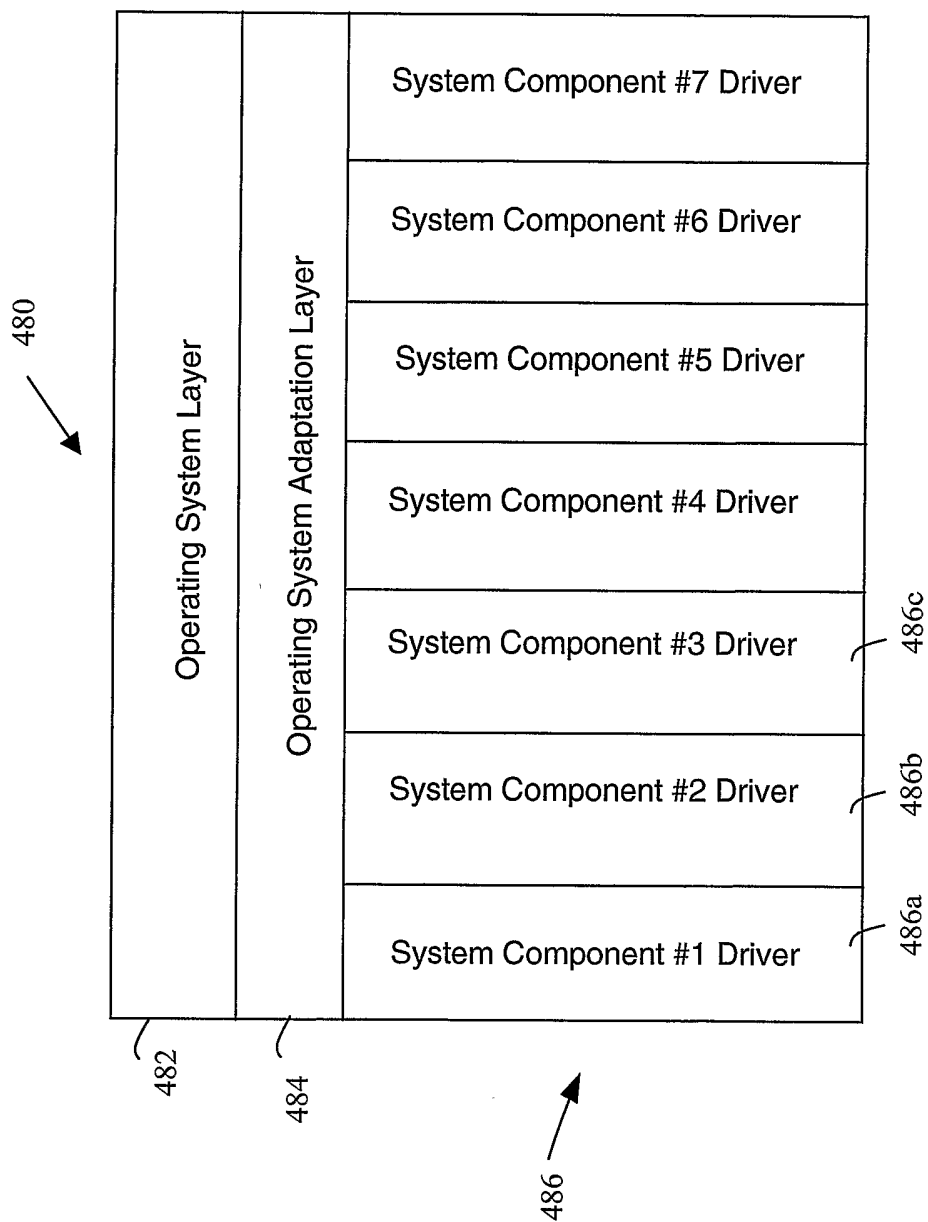 480
Operating System Layer
482
Operating System Adaptation Layer
484
System Component #7 Driver
System Component #6 Driver
System Component #5 Driver
System Component #4 Driver
System Component #3 Driver
486c
System Component #2 Driver
486b
System Component #1 Driver
486a
486